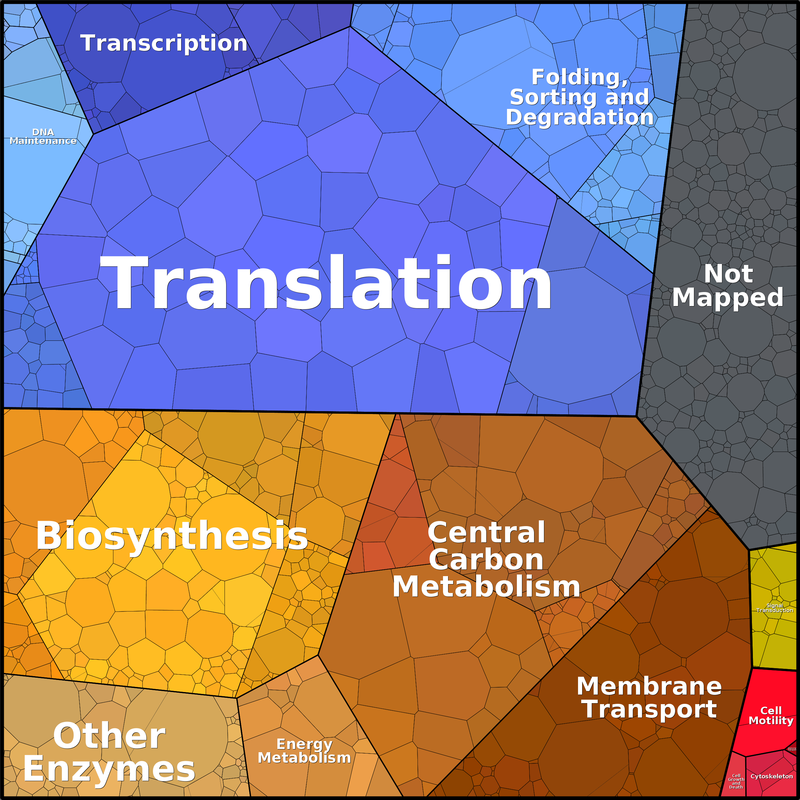 Transcription
Folding,
Sorting and
Degradation
DNA
Maintenance
Translation
Not
Mapped
Biosynthesis
Central
Carbon
Metabolism
Signal
Transduction
Membrane
Transport
Cell
Motility
Other
Enzymes
Energy
Metabolism
Cell
Growth
and
Death
Cytoskeleton